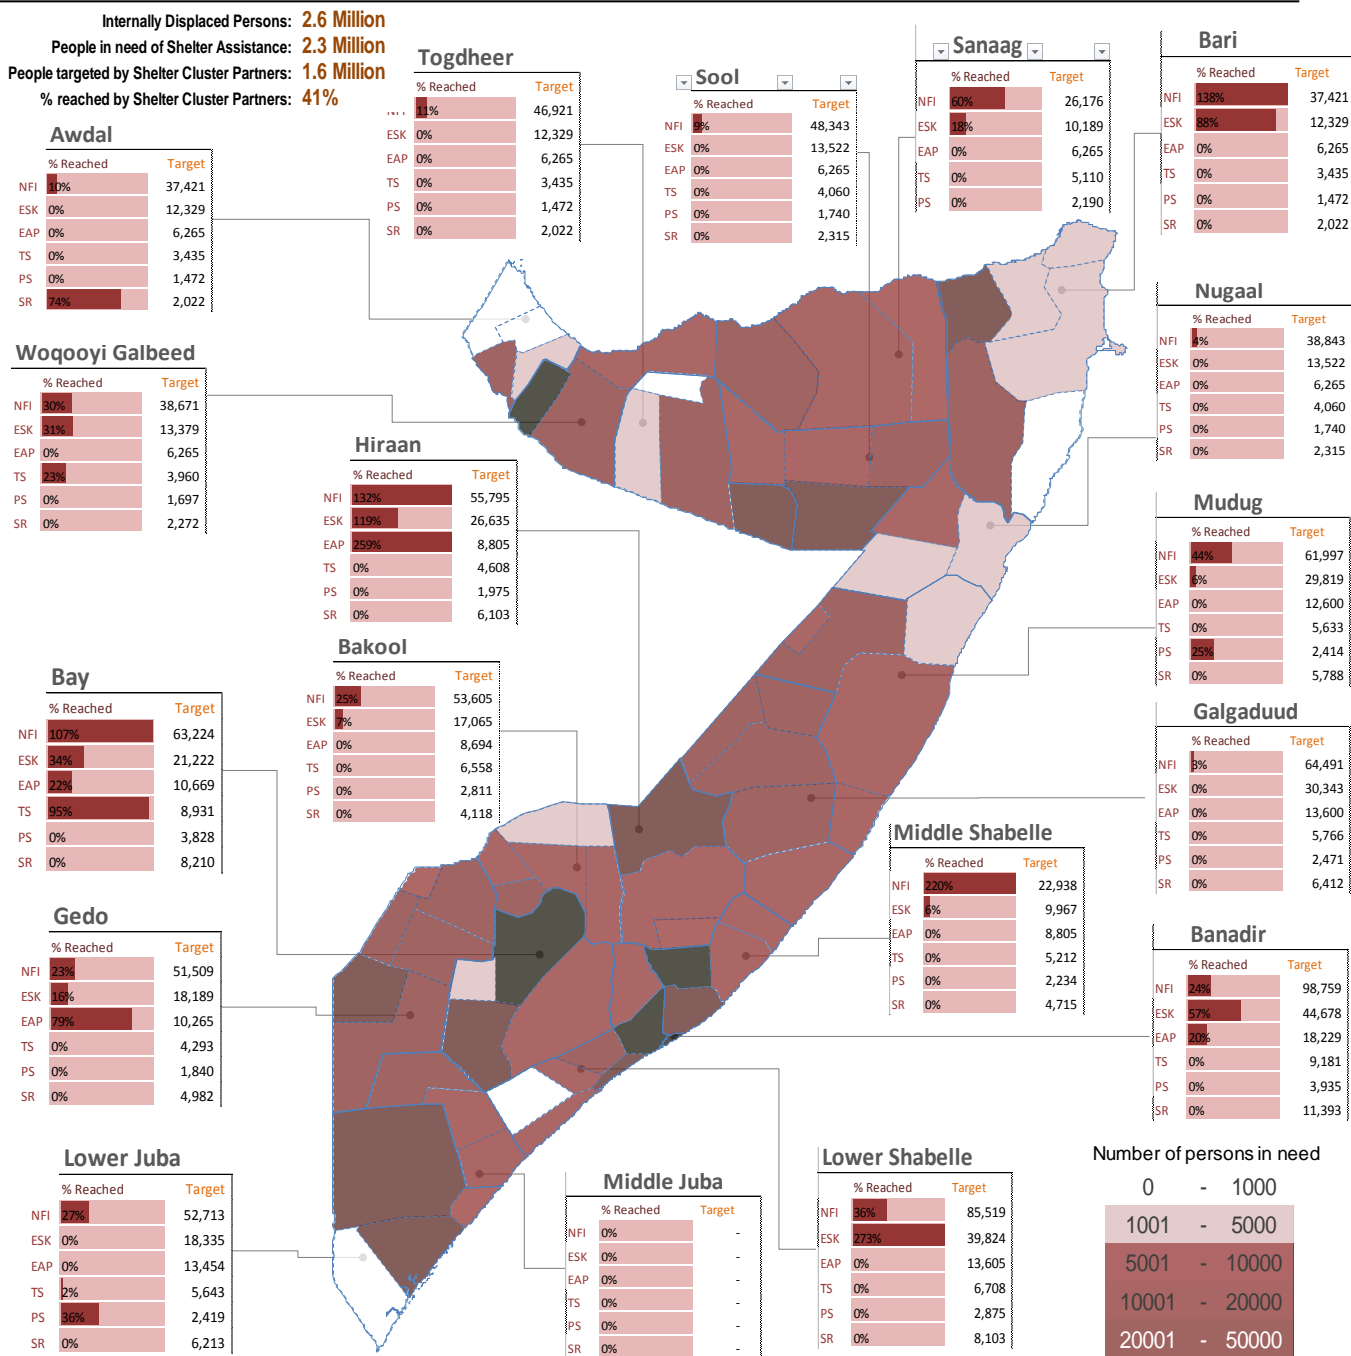 Internally Displaced Persons: 2.6 Million
People in need of Shelter Assistance: 2.3 Million
People targeted by Shelter Cluster Partners: 1.6 Million
% reached by Shelter Cluster Partners: 41%
Togdheer
% Reached Target
NFI 11% 46,921
ESK 0% 12,329
EAP 0% 6,265
TS 0% 3,435
PS 0% 1,472
SR 0% 2,022
Sool
% Reached Target
NFI 9% 48,343
ESK 0% 13,522
EAP 0% 6,265
TS 0% 4,060
PS 0% 1,740
SR 0% 2,315
Sanaag
% Reached Target
NFI 60% 26,176
ESK 18% 10,189
EAP 0% 6,265
TS 0% 5,110
PS 0% 2,190
Bari
% Reached Target
NFI 138% 37,421
ESK 88% 12,329
EAP 0% 6,265
TS 0% 3,435
PS 0% 1,472
SR 0% 2,022
Awdal
% Reached Target
NFI 10% 37,421
ESK 0% 12,329
EAP 0% 6,265
TS 0% 3,435
PS 0% 1,472
SR 74% 2,022
Nugaal
% Reached Target
NFI 4% 38,843
ESK 0% 13,522
EAP 0% 6,265
TS 0% 4,060
PS 0% 1,740
SR 0% 2,315
Woqooyi Galbeed
% Reached Target
NFI 30% 38,671
ESK 31% 13,379
EAP 0% 6,265
TS 23% 3,960
PS 0% 1,697
SR 0% 2,272
Hiraan
% Reached Target
NFI 132% 55,795
ESK 119% 26,635
EAP 259% 8,805
TS 0% 4,608
PS 0% 1,975
SR 0% 6,103
Mudug
% Reached Target
NFI 44% 61,997
ESK 6% 29,819
EAP 0% 12,600
TS 0% 5,633
PS 25% 2,414
SR 0% 5,788
Bakool
% Reached Target
NFI 25% 53,605
ESK 7% 17,065
EAP 0% 8,694
TS 0% 6,558
PS 0% 2,811
SR 0% 4,118
Bay
% Reached Target
NFI 107% 63,224
ESK 34% 21,222
EAP 22% 10,669
TS 95% 8,931
PS 0% 3,828
SR 0% 8,210
Galgaduud
% Reached Target
NFI 3% 64,491
ESK 0% 30,343
EAP 0% 13,600
TS 0% 5,766
PS 0% 2,471
SR 0% 6,412
Middle Shabelle
% Reached Target
NFI 220% 22,938
ESK 6% 9,967
EAP 0% 8,805
TS 0% 5,212
PS 0% 2,234
SR 0% 4,715
Gedo
% Reached Target
NFI 23% 51,509
ESK 16% 18,189
EAP 79% 10,265
TS 0% 4,293
PS 0% 1,840
SR 0% 4,982
Banadir
% Reached Target
NFI 24% 98,759
ESK 57% 44,678
EAP 20% 18,229
TS 0% 9,181
PS 0% 3,935
SR 0% 11,393
Lower Juba
% Reached Target
NFI 27% 52,713
ESK 0% 18,335
EAP 0% 13,454
TS 2% 5,643
PS 36% 2,419
SR 0% 6,213
Middle Juba
% Reached Target
NFI 0% -
ESK 0% -
EAP 0% -
TS 0% -
PS 0% -
SR 0% -
Lower Shabelle
% Reached Target
NFI 36% 85,519
ESK 273% 39,824
EAP 0% 13,605
TS 0% 6,708
PS 0% 2,875
SR 0% 8,103
Number of persons in need
0 - 1000
1001 - 5000
5001 - 10000
10001 - 20000
20001 - 50000